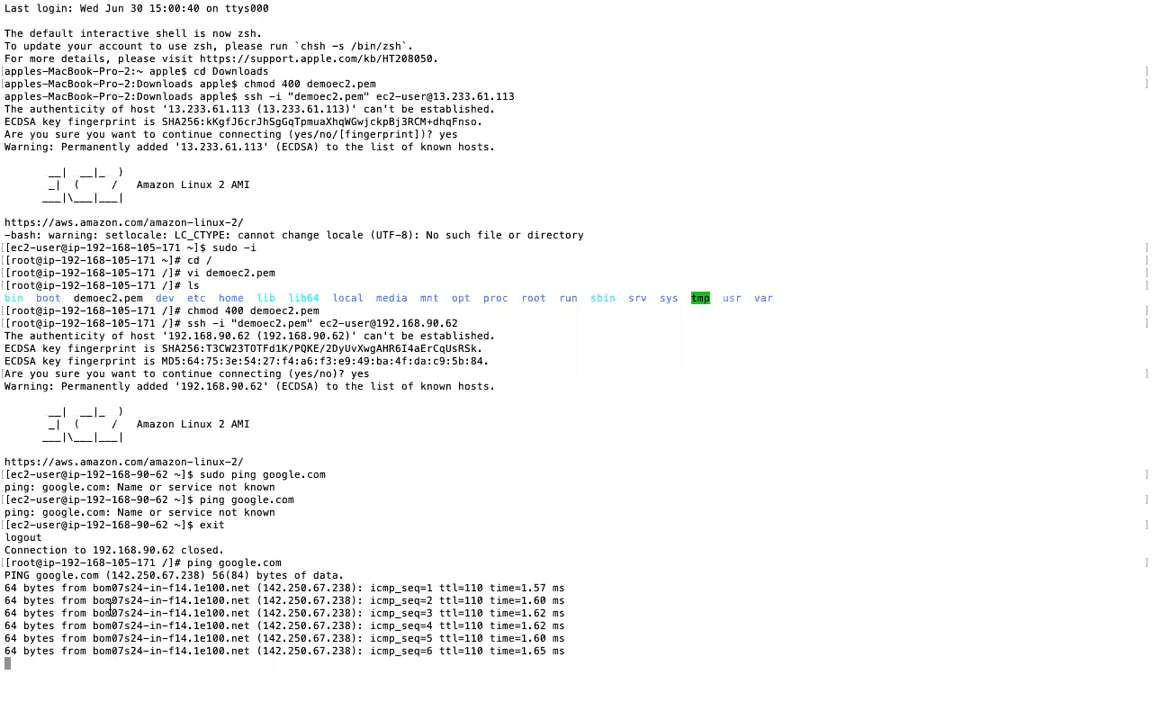 Last login: Wed Jun 30 15:00:40 on ttys000
The default interactive shell is now zsh.
To update your account to use zsh, please run `chsh -s /bin/zsh`.
For more details, please visit https://support.apple.com/kb/HT208050.
[apples-MacBook-Pro-2:~ apple$ cd Downloads ]
[apples-MacBook-Pro-2:Downloads apple$ chmod 400 demoec2.pem ]
apples-MacBook-Pro-2:Downloads apple$ ssh -i "demoec2.pem" ec2-user@13.233.61.113
The authenticity of host '13.233.61.113 (13.233.61.113)' can't be established.
ECDSA key fingerprint is SHA256:kKgfJ6crJhSgGqTpmuaXhqWGwjckpBj3RCM+dhqFnso.
Are you sure you want to continue connecting (yes/no/[fingerprint])? yes
Warning: Permanently added '13.233.61.113' (ECDSA) to the list of known hosts.
__| __|_ )
_| ( / Amazon Linux 2 AMI
___|\___|___|
https://aws.amazon.com/amazon-linux-2/
-bash: warning: setlocale: LC_CTYPE: cannot change locale (UTF-8): No such file or directory
[[ec2-user@ip-192-168-105-171 ~]$ sudo -i ]
[[root@ip-192-168-105-171 ~]# cd / ]
[[root@ip-192-168-105-171 /]# vi demoec2.pem ]
[[root@ip-192-168-105-171 /]# ls ]
bin boot demoec2.pem dev etc home lib lib64 local media mnt opt proc root run sbin srv sys tmp usr var
[[root@ip-192-168-105-171 /]# chmod 400 demoec2.pem ]
[[root@ip-192-168-105-171 /]# ssh -i "demoec2.pem" ec2-user@192.168.90.62 ]
The authenticity of host '192.168.90.62 (192.168.90.62)' can't be established.
ECDSA key fingerprint is SHA256:T3CW23TOTFd1K/PQKE/2DyUvXwgAHR6I4aErCqUsRSk.
ECDSA key fingerprint is MD5:64:75:3e:54:27:f4:a6:f3:e9:49:ba:4f:da:c9:5b:84.
[Are you sure you want to continue connecting (yes/no)? yes ]
Warning: Permanently added '192.168.90.62' (ECDSA) to the list of known hosts.
__| __|_ )
_| ( / Amazon Linux 2 AMI
___|\___|___|
https://aws.amazon.com/amazon-linux-2/
[[ec2-user@ip-192-168-90-62 ~]$ sudo ping google.com ]
ping: google.com: Name or service not known
[[ec2-user@ip-192-168-90-62 ~]$ ping google.com ]
ping: google.com: Name or service not known
[[ec2-user@ip-192-168-90-62 ~]$ exit ]
logout
Connection to 192.168.90.62 closed.
[[root@ip-192-168-105-171 /]# ping google.com ]
PING google.com (142.250.67.238) 56(84) bytes of data.
64 bytes from bom07s24-in-f14.1e100.net (142.250.67.238): icmp_seq=1 ttl=110 time=1.57 ms
64 bytes from bom07s24-in-f14.1e100.net (142.250.67.238): icmp_seq=2 ttl=110 time=1.60 ms
64 bytes from bom07s24-in-f14.1e100.net (142.250.67.238): icmp_seq=3 ttl=110 time=1.62 ms
64 bytes from bom07s24-in-f14.1e100.net (142.250.67.238): icmp_seq=4 ttl=110 time=1.62 ms
64 bytes from bom07s24-in-f14.1e100.net (142.250.67.238): icmp_seq=5 ttl=110 time=1.60 ms
64 bytes from bom07s24-in-f14.1e100.net (142.250.67.238): icmp_seq=6 ttl=110 time=1.65 ms